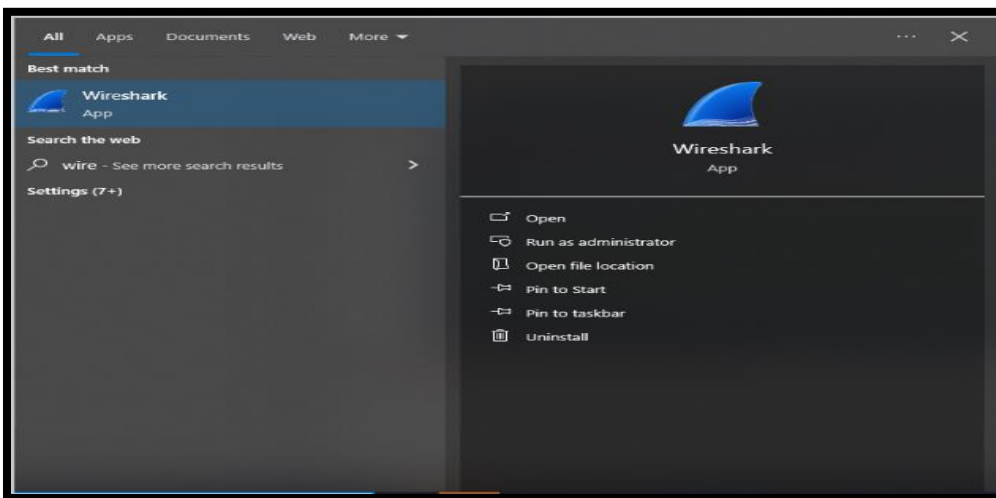 All Apps Documents Web More
Best match
Wireshark
App
Search the web
wire - See more search results
Settings (7+)
Wireshark
App
Open
Run as administrator
Open file location
Pin to Start
Pin to taskbar
Uninstall